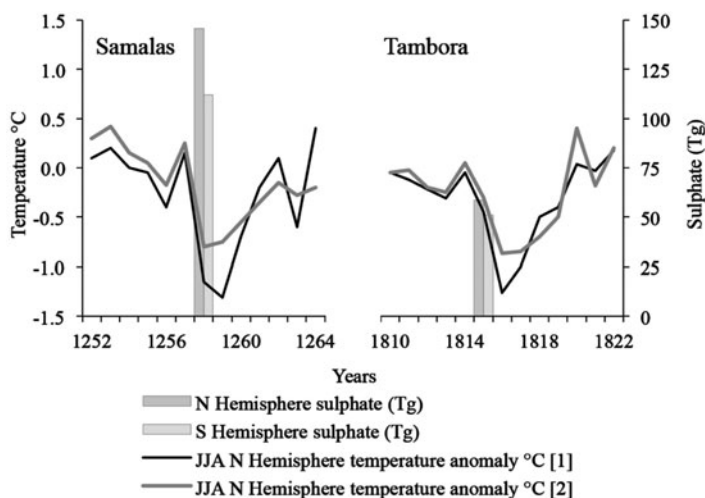 Samalas
Tambora
Temperature °C
1.5
1.0
0.5
0.0
-0.5
-1.0
-1.5
150
125
100
75
50
25
0
Sulphate (Tg)
1252 1256 1260 1264
1810 1814 1818 1822
Years
N Hemisphere sulphate (Tg)
S Hemisphere sulphate (Tg)
JJA N Hemisphere temperature anomaly °C [1]
JJA N Hemisphere temperature anomaly °C [2]